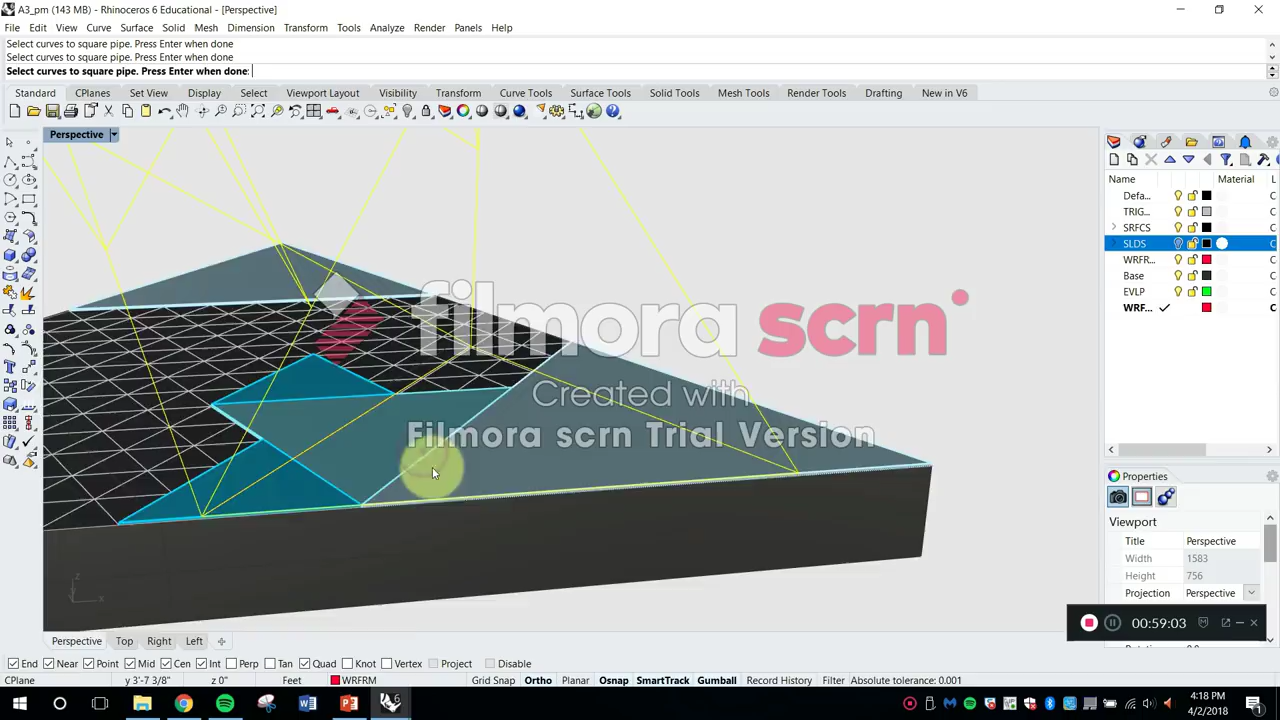 A3_pm (143 MB) - Rhinoceros 6 Educational - [Perspective]
File Edit View Curve Surface Solid Mesh Dimension Transform Tools Analyze Render Panels Help
Select curves to square pipe. Press Enter when done
Select curves to square pipe. Press Enter when done
Select curves to square pipe. Press Enter when done:
Standard CPlanes Set View Display Select Viewport Layout Visibility Transform Curve Tools Surface Tools Solid Tools Mesh Tools Render Tools Drafting New in V6
Perspective
Name Material L
Defa...
TRIG... C
SRFCS C
SLDS C
WRFR... C
Base C
EVLP C
WRF... C
filmora scrn
Created with
Filmora scrn Trial Version
Properties
Viewport
Title Perspective
Width 1583
Height 756
Projection Perspective
00:59:03
z
x
Perspective Top Right Left
End Near Point Mid Cen Int Perp Tan Quad Knot Vertex Project Disable
CPlane y 3'-7 3/8" z 0" Feet WRFRM Grid Snap Ortho Planar Osnap SmartTrack Gumball Record History Filter Absolute tolerance: 0.001
4:18 PM
4/2/2018